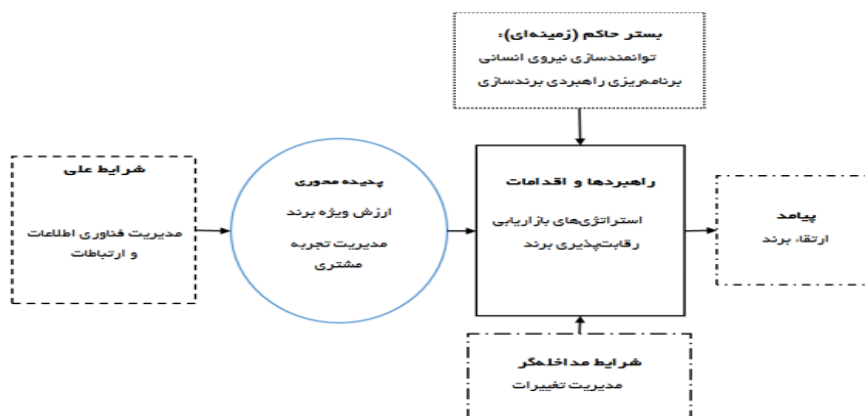 بستر حاکم (زمینه‌ای):
توانمندسازی نیروی انسانی
برنامه‌ریزی راهبردی برندسازی
شرایط علی
مدیریت فناوری اطلاعات
و ارتباطات
پدیده محوری
ارزش ویژه برند
مدیریت تجربه
مشتری
راهبردها و اقدامات
استراتژی‌های بازاریابی
رقابت‌پذیری برند
پیامد
ارتقاء برند
شرایط مداخله‌گر
مدیریت تغییرات